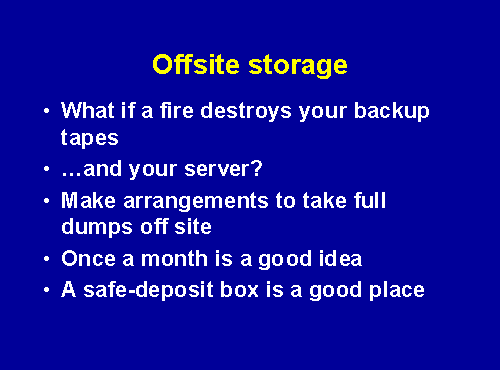 Offsite storage
• What if a fire destroys your backup
tapes
• …and your server?
• Make arrangements to take full
dumps off site
• Once a month is a good idea
• A safe-deposit box is a good place